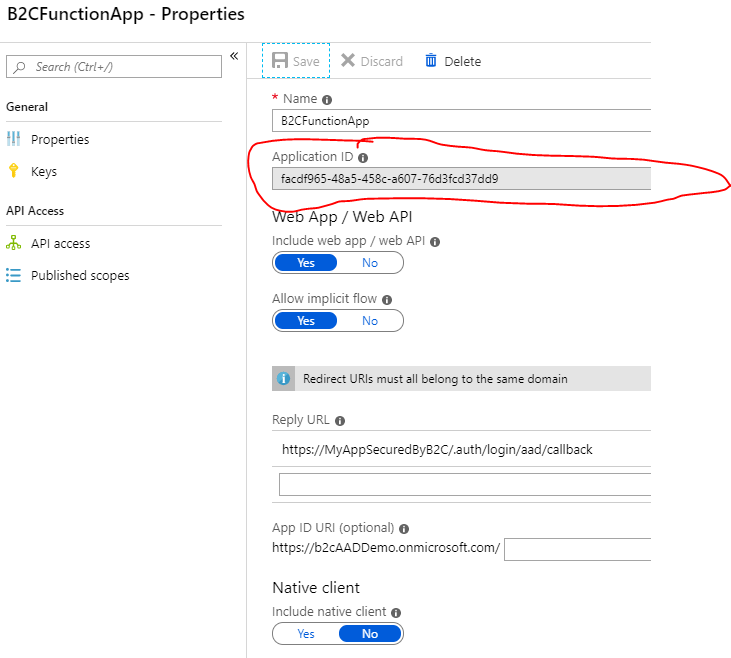 B2CFunctionApp - Properties
Search (Ctrl+/)
«
General
Properties
Keys
API Access
API access
Published scopes
Save Discard Delete
* Name
B2CFunctionApp
Application ID
facdf965-48a5-458c-a607-76d3fcd37dd9
Web App / Web API
Include web app / web API
Yes No
Allow implicit flow
Yes No
Redirect URIs must all belong to the same domain
Reply URL
https://MyAppSecuredByB2C/.auth/login/aad/callback
App ID URI (optional)
https://b2cAADDemo.onmicrosoft.com/
Native client
Include native client
Yes No